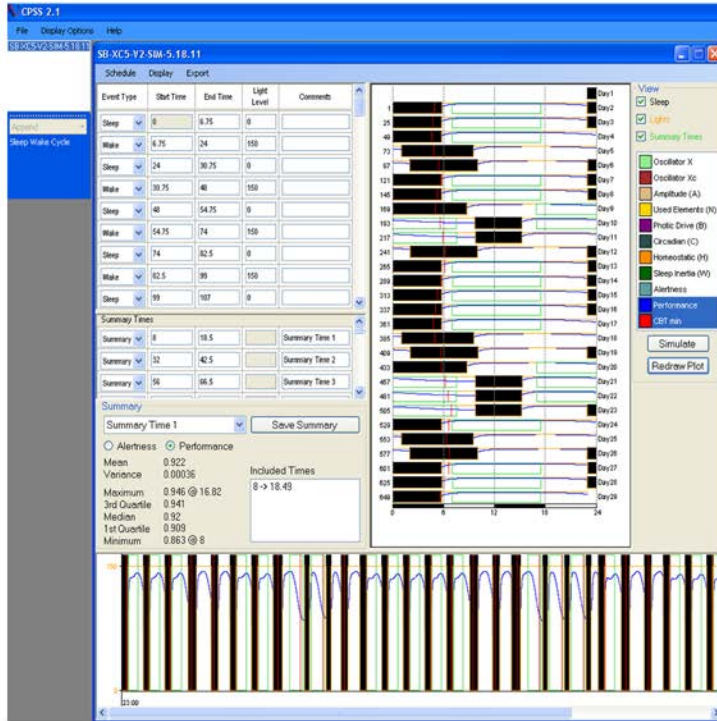 CPSS 2.1
File Display Options Help
SB-XC5-V2-SIM-5.18.11
Append
Sleep Wake Cycle
SB-XC5-V2-SIM-5.18.11
Schedule Display Export
Event Type Start Time End Time Light Level Comments
Sleep 0 6.75 0
Wake 6.75 24 150
Sleep 24 30.75 0
Wake 30.75 48 150
Sleep 48 54.75 0
Wake 54.75 74 150
Sleep 74 82.5 0
Wake 82.5 99 150
Sleep 99 107 0
Summary Times
Summary 8 18.5 Summary Time 1
Summary 32 42.5 Summary Time 2
Summary 56 66.5 Summary Time 3
Summary
Summary Time 1 Save Summary
Alertness Performance
Mean 0.922
Variance 0.00036
Maximum 0.946 @ 16.82
3rd Quartile 0.941
Median 0.92
1st Quartile 0.909
Minimum 0.863 @ 8
Included Times
8 -> 18.49
Day1
1 Day2
25 Day3
49 Day4
73 Day5
97 Day6
121 Day7
145 Day8
169 Day9
193 Day10
217 Day11
241 Day12
265 Day13
289 Day14
313 Day15
337 Day16
361 Day17
385 Day18
409 Day19
433 Day20
457 Day21
481 Day22
505 Day23
529 Day24
553 Day25
577 Day26
601 Day27
625 Day28
649 Day29
0 6 12 18 24
View
Sleep
Lights
Summary Times
Oscillator X
Oscillator Xc
Amplitude (A)
Used Elements (N)
Photic Drive (B)
Circadian (C)
Homeostatic (H)
Sleep Inertia (W)
Alertness
Performance
CBT min
Simulate
Redraw Plot
150
0
23:00